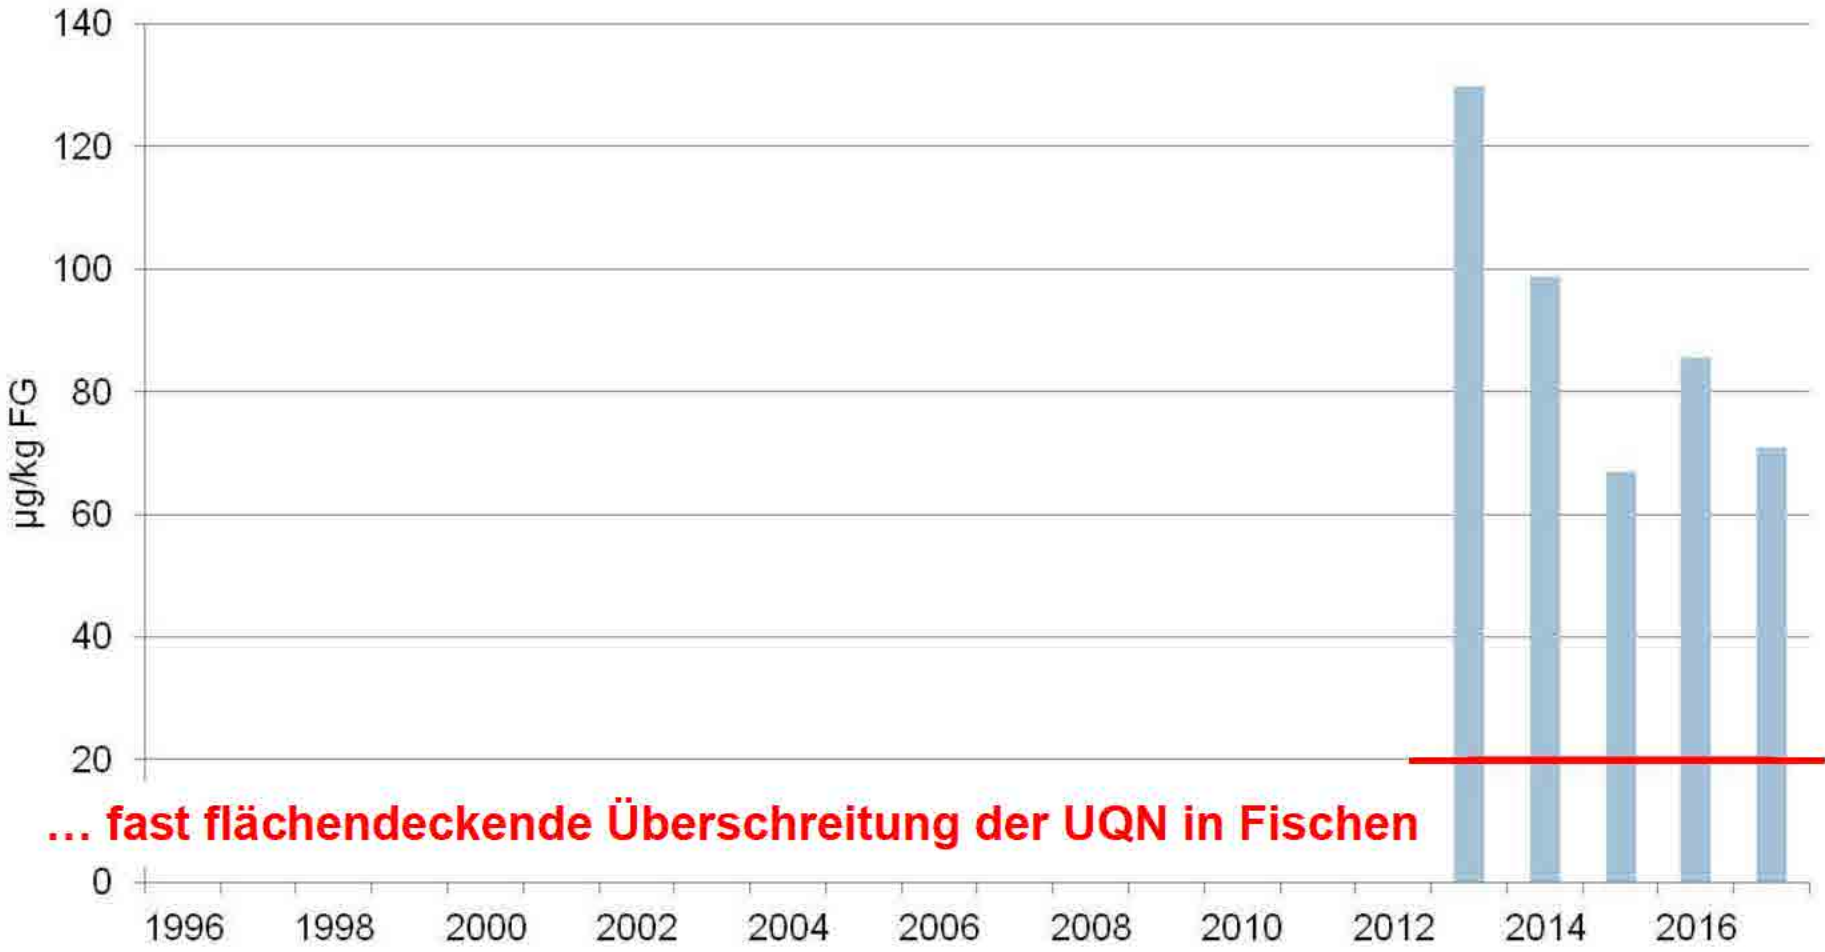 140
120
100
80
60
40
20
0
µg/kg FG
... fast flächendeckende Überschreitung der UQN in Fischen
1996 1998 2000 2002 2004 2006 2008 2010 2012 2014 2016